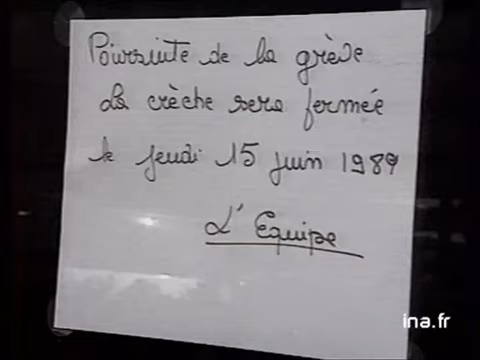 Poursuite de la grève
La crèche sera fermée
le jeudi 15 juin 1989
L'Equipe
ina.fr